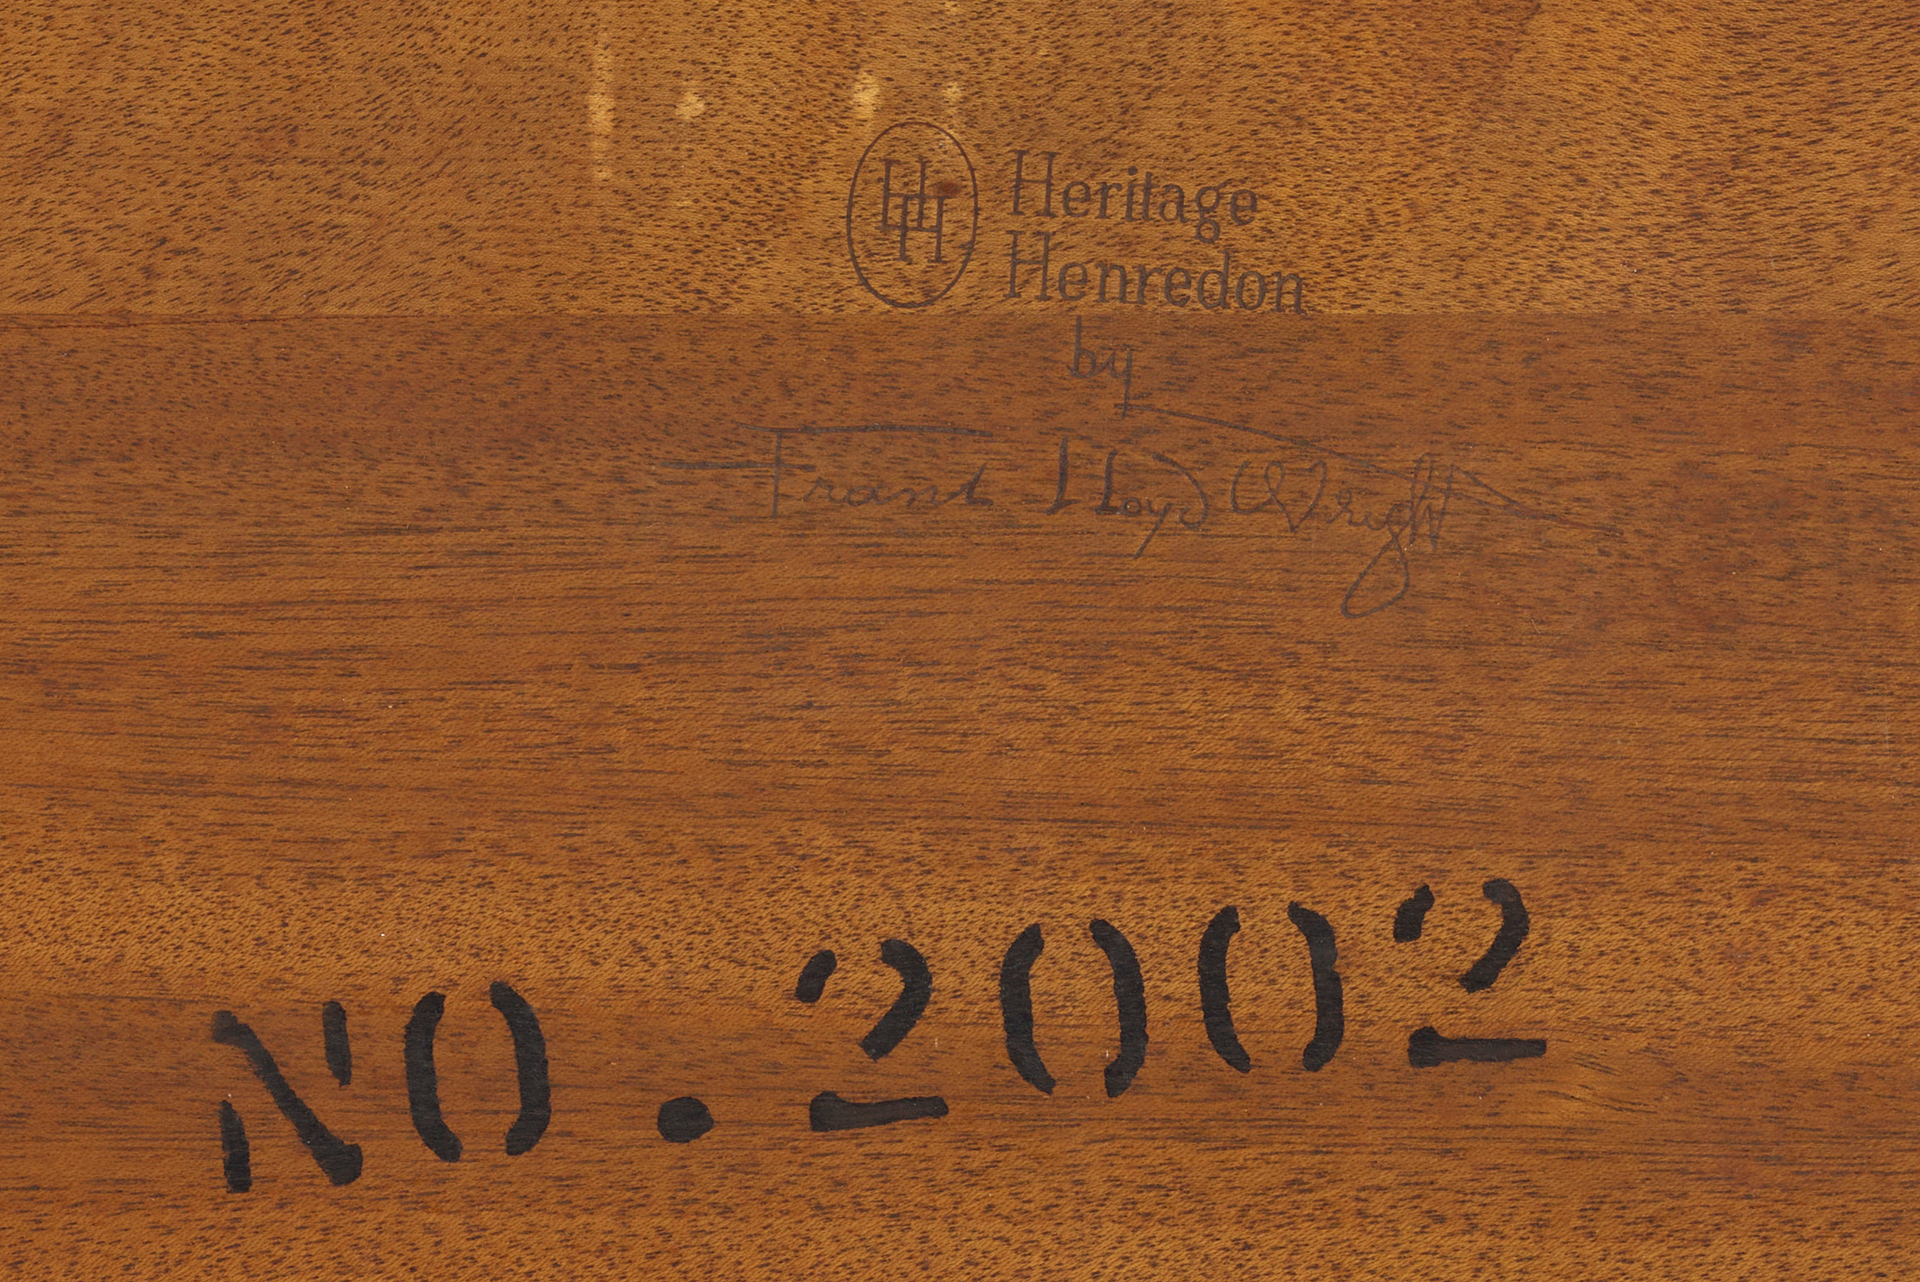 HH Heritage
Henredon
by
Frank Lloyd Wright
NO. 2002